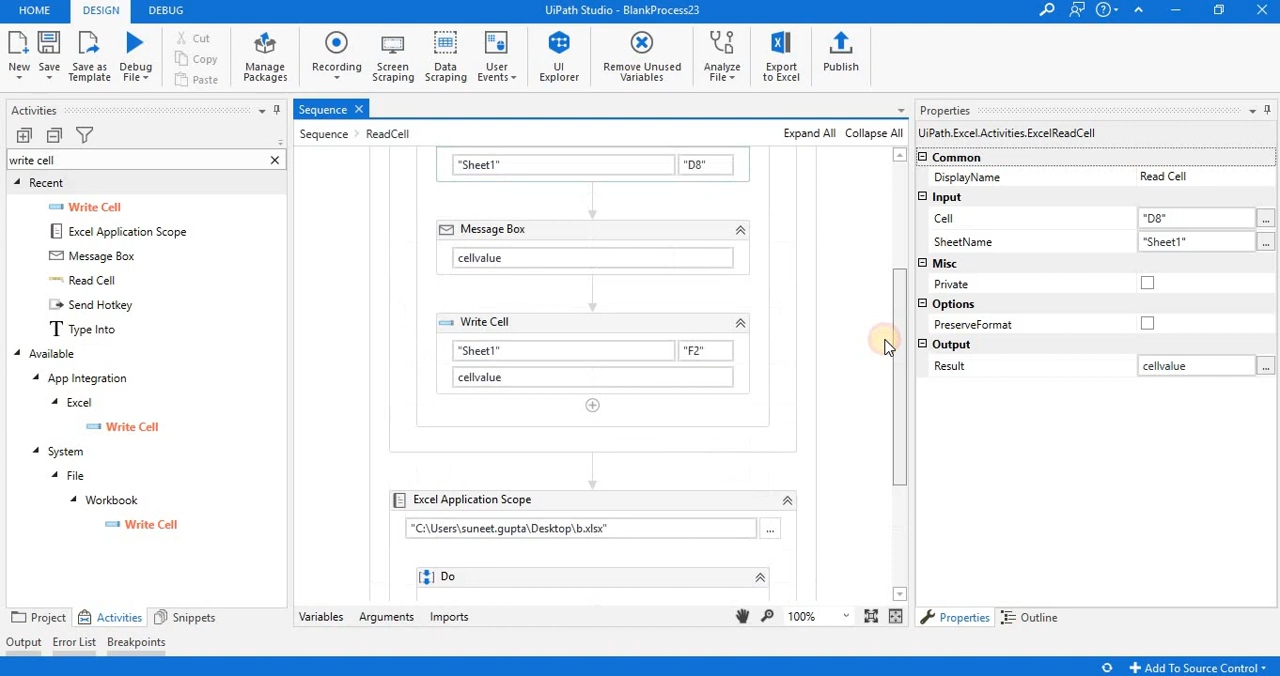 HOME DESIGN DEBUG UiPath Studio - BlankProcess23
New Save Save as Template Debug File Cut Copy Paste Manage Packages Recording Screen Scraping Data Scraping User Events UI Explorer Remove Unused Variables Analyze File Export to Excel Publish
Activities
write cell
Recent
Write Cell
Excel Application Scope
Message Box
Read Cell
Send Hotkey
Type Into
Available
App Integration
Excel
Write Cell
System
File
Workbook
Write Cell
Project Activities Snippets
Sequence
Sequence > ReadCell Expand All Collapse All
"Sheet1" "D8"
Message Box
cellvalue
Write Cell
"Sheet1" "F2"
cellvalue
Excel Application Scope
"C:\Users\suneet.gupta\Desktop\b.xlsx" ...
Do
Variables Arguments Imports 100%
Properties
UiPath.Excel.Activities.ExcelReadCell
Common
DisplayName Read Cell
Input
Cell "D8" ...
SheetName "Sheet1" ...
Misc
Private
Options
PreserveFormat
Output
Result cellvalue ...
Properties Outline
Output Error List Breakpoints
Add To Source Control